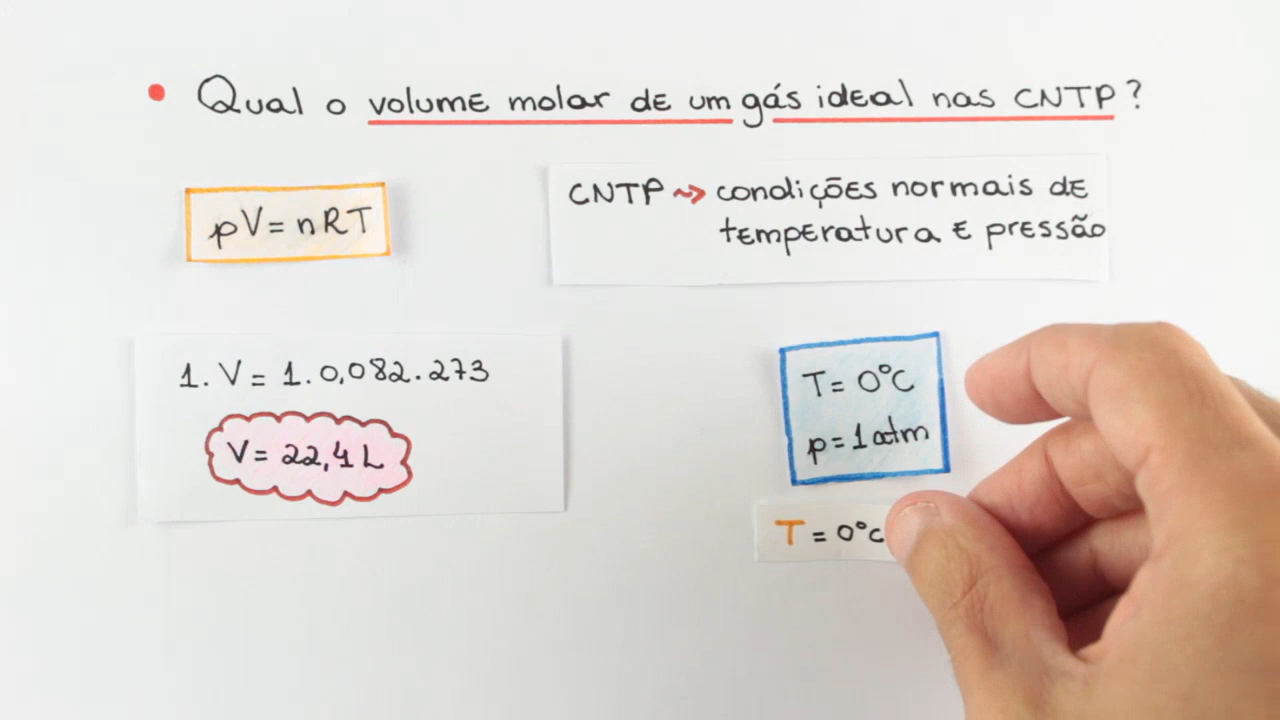 Qual o volume molar de um gás ideal nas CNTP?
pV = nRT
CNTP ⇝ condições normais de
temperatura e pressão
1. V = 1. 0,082. 273
V = 22,4 L
T = 0°C
p = 1 atm
T = 0°C